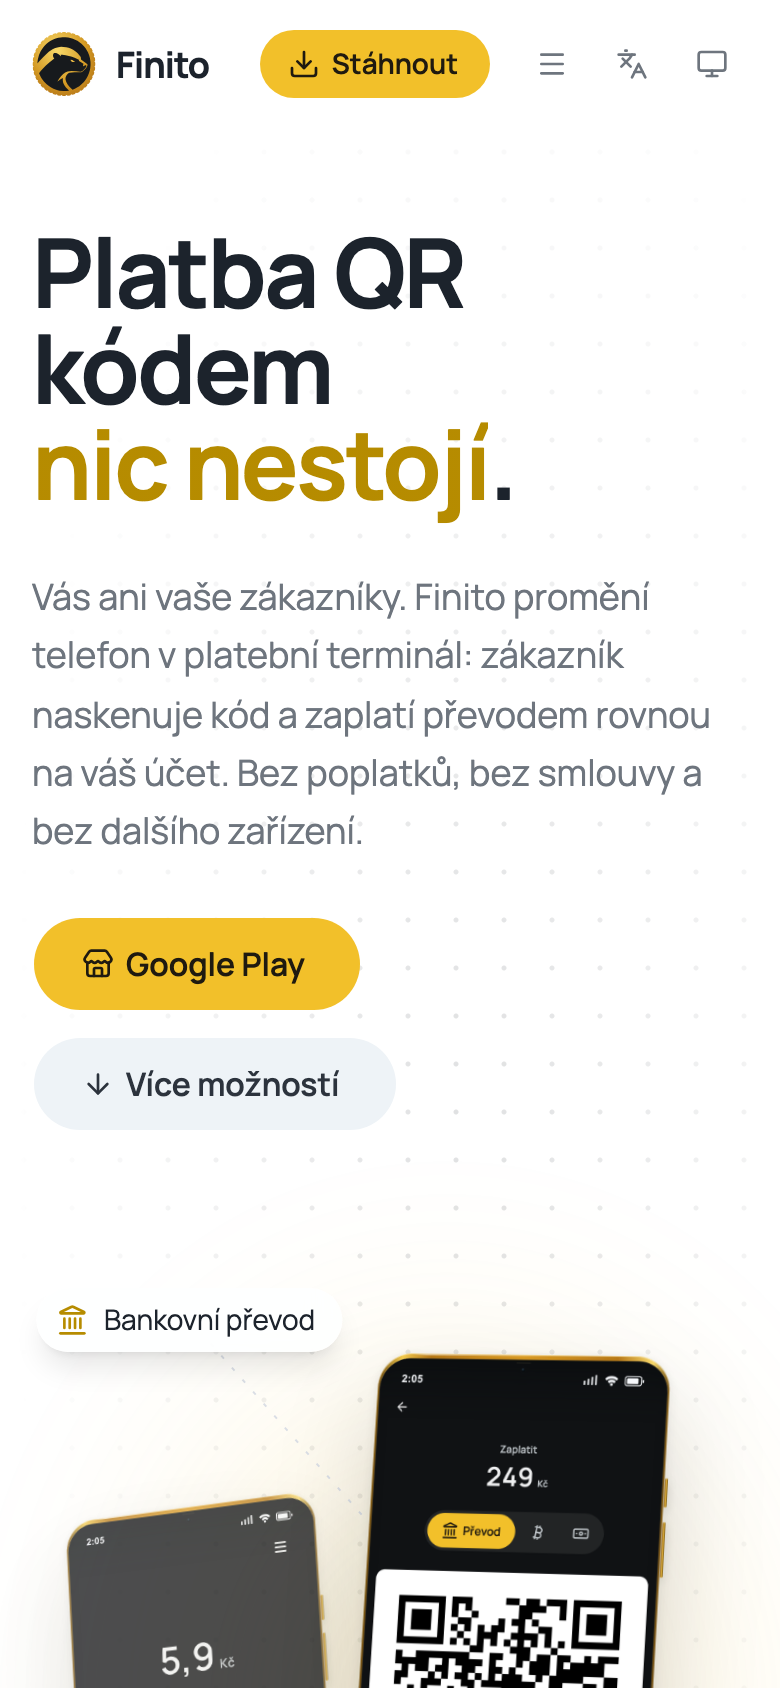 Finito
Stáhnout
Platba QR
kódem
nic nestojí.
Vás ani vaše zákazníky. Finito promění
telefon v platební terminál: zákazník
naskenuje kód a zaplatí převodem rovnou
na váš účet. Bez poplatků, bez smlouvy a
bez dalšího zařízení.
Google Play
Více možností
Bankovní převod
2:05
Zaplatit
249 Kč
Převod
2:05
5,9 Kč